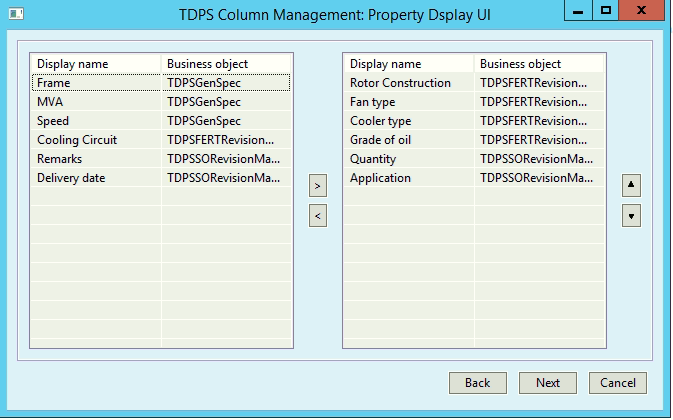 TDPS Column Management: Property Dsplay UI
Display name Business object
Frame TDPSGenSpec
MVA TDPSGenSpec
Speed TDPSGenSpec
Cooling Circuit TDPSFERTRevision...
Remarks TDPSSORevisionMa...
Delivery date TDPSSORevisionMa...
>
<
Display name Business object
Rotor Construction TDPSFERTRevision...
Fan type TDPSFERTRevision...
Cooler type TDPSFERTRevision...
Grade of oil TDPSFERTRevision...
Quantity TDPSSORevisionMa...
Application TDPSSORevisionMa...
Back Next Cancel